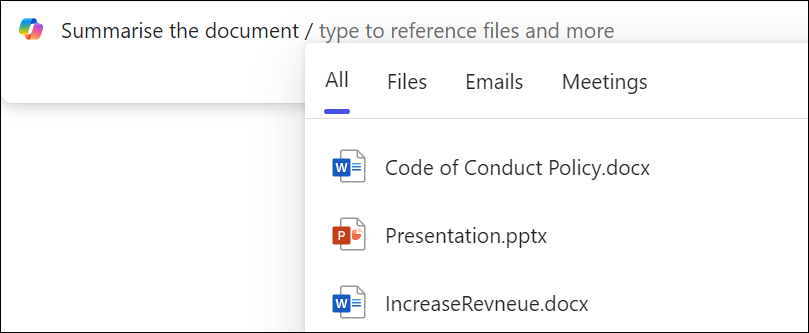 Summarise the document / type to reference files and more
All Files Emails Meetings
W Code of Conduct Policy.docx
P Presentation.pptx
W IncreaseRevneue.docx